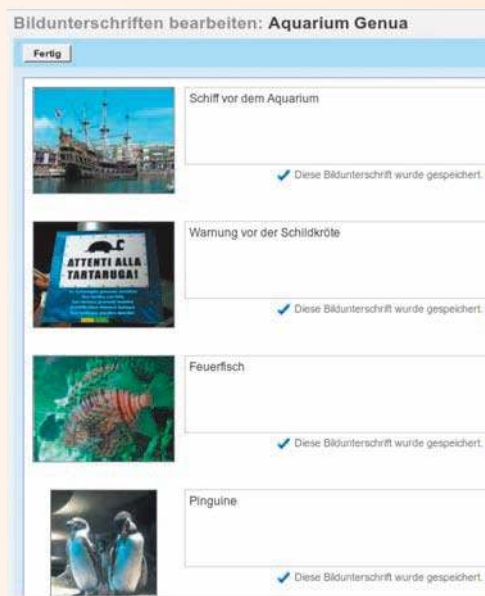 Bildunterschriften bearbeiten: Aquarium Genua
Fertig
Schiff vor dem Aquarium
Diese Bildunterschrift wurde gespeichert.
Warnung vor der Schildkröte
ATTENTI ALLA
TARTARUGA!
Diese Bildunterschrift wurde gespeichert.
Feuerfisch
Diese Bildunterschrift wurde gespeichert.
Pinguine
Diese Bildunterschrift wurde gespeichert.